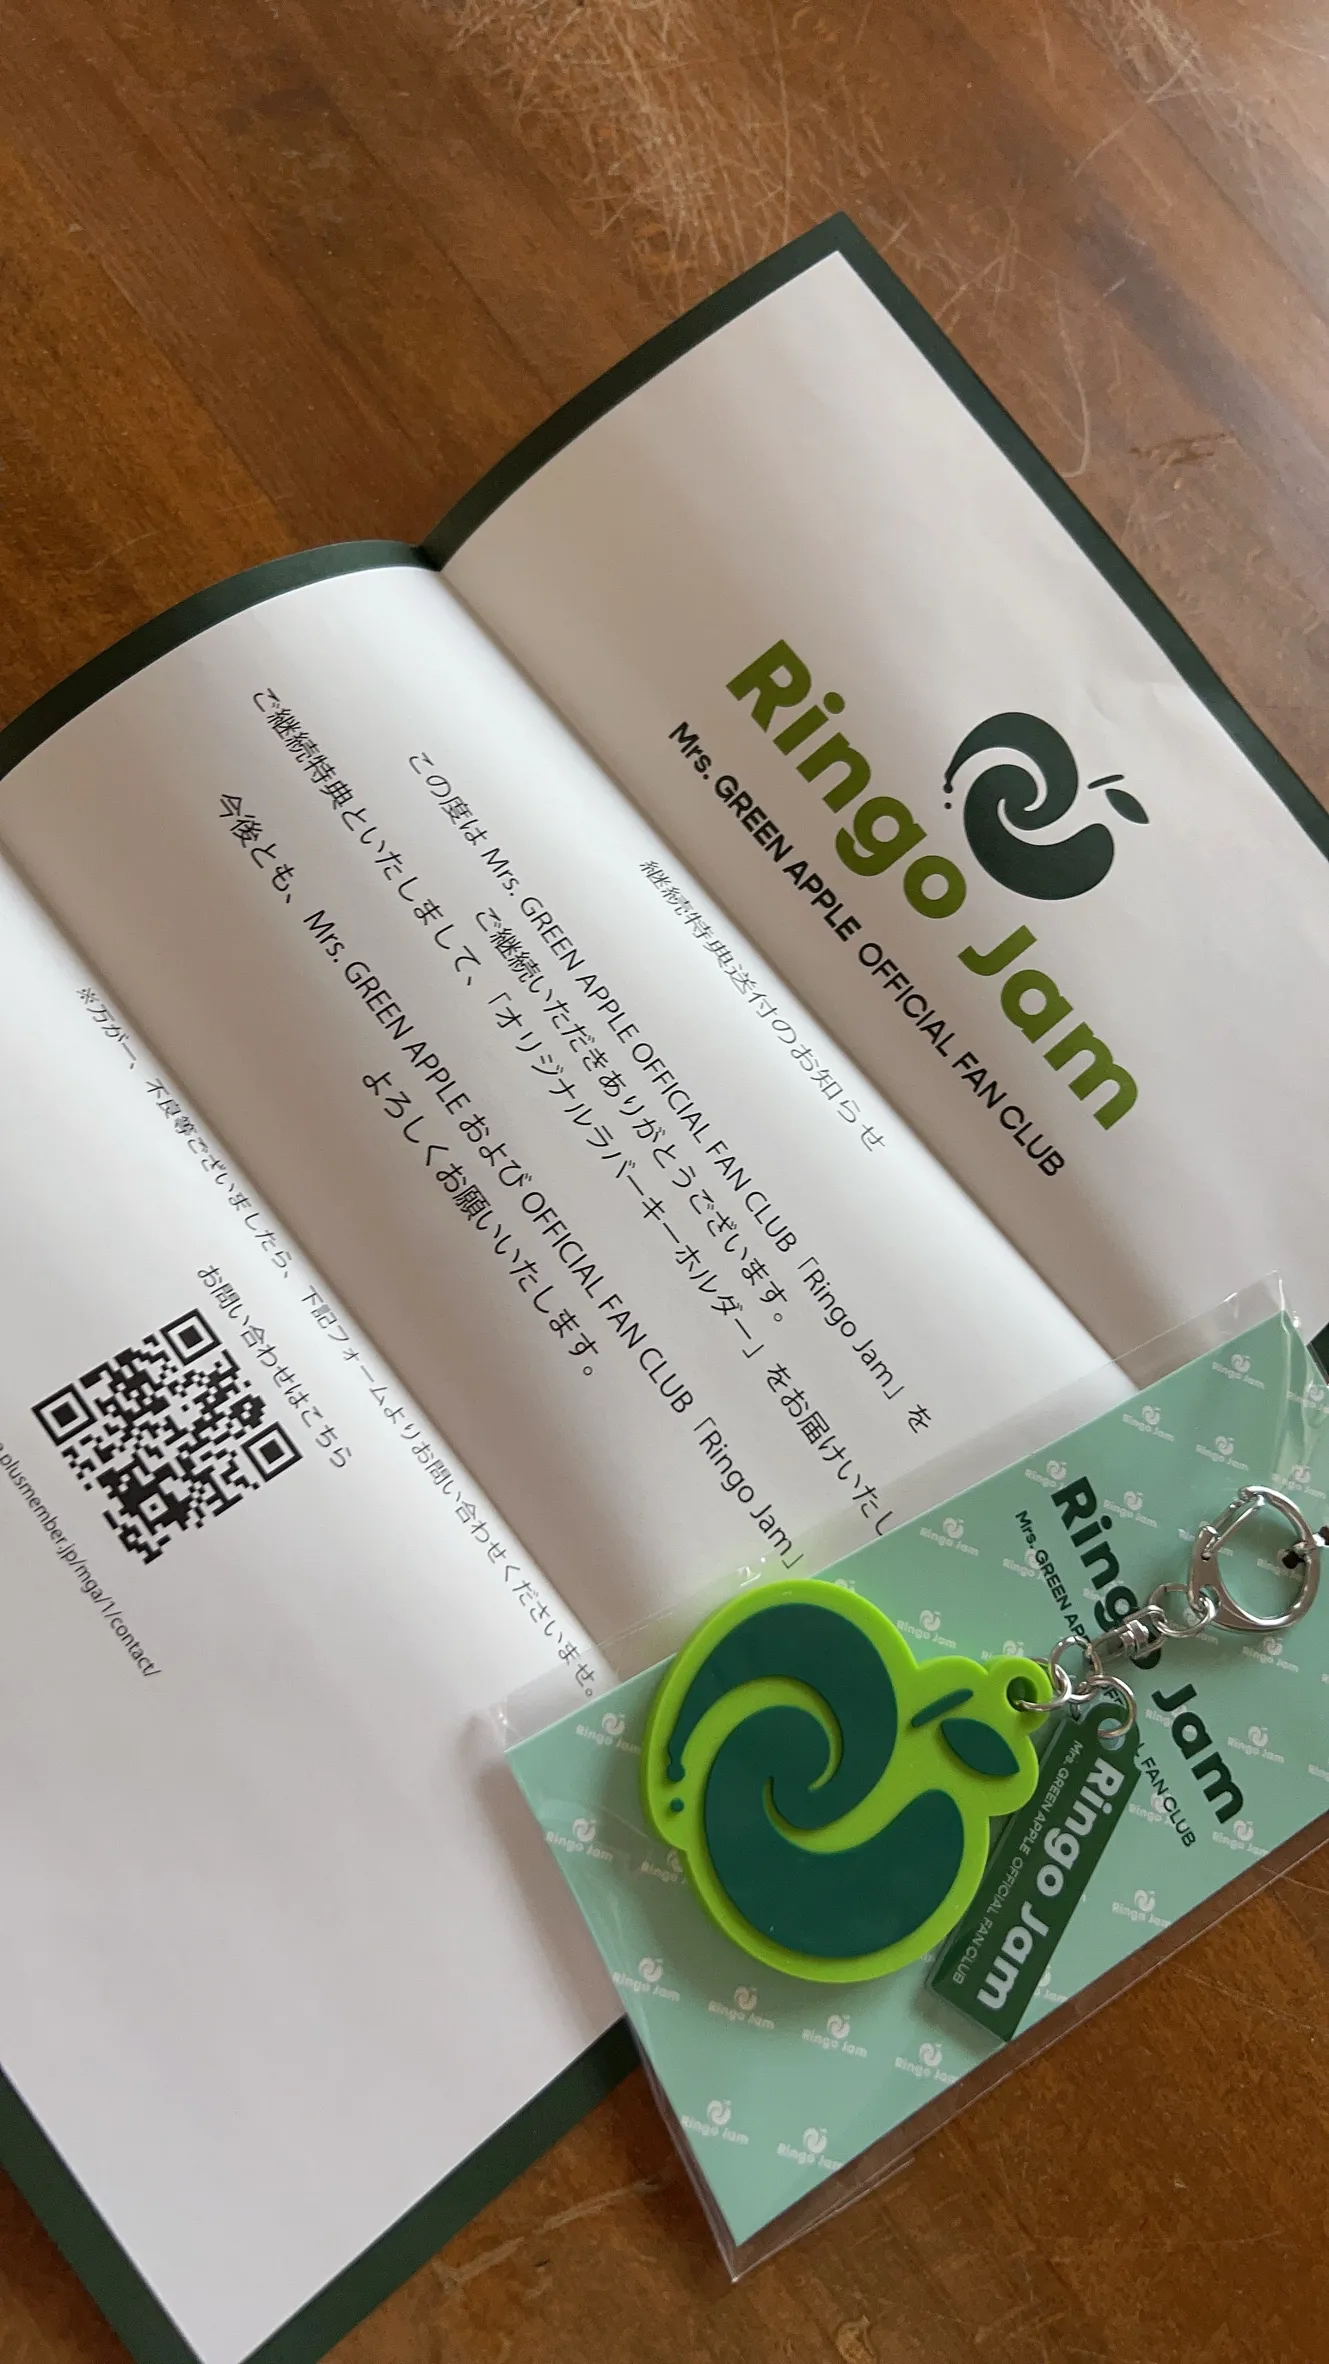 Ringo Jam
Mrs. GREEN APPLE OFFICIAL FAN CLUB
継続特典送付のお知らせ
この度は Mrs. GREEN APPLE OFFICIAL FAN CLUB「Ringo Jam」を
ご継続いただきありがとうございます。
ご継続特典といたしまして、「オリジナルラバーキーホルダー」をお届けいたし
今後とも、Mrs. GREEN APPLE および OFFICIAL FAN CLUB「Ringo Jam」
よろしくお願いいたします。
※万が一、不良等ございましたら、下記フォームよりお問い合わせくださいませ。
お問い合わせはこちら
.plusmember.jp/mga/1/contact/
Ringo Jam
Mrs. GREEN
FAN CLUB
Ringo Jam
Mrs. GREEN APPLE OFFICIAL FAN CLUB